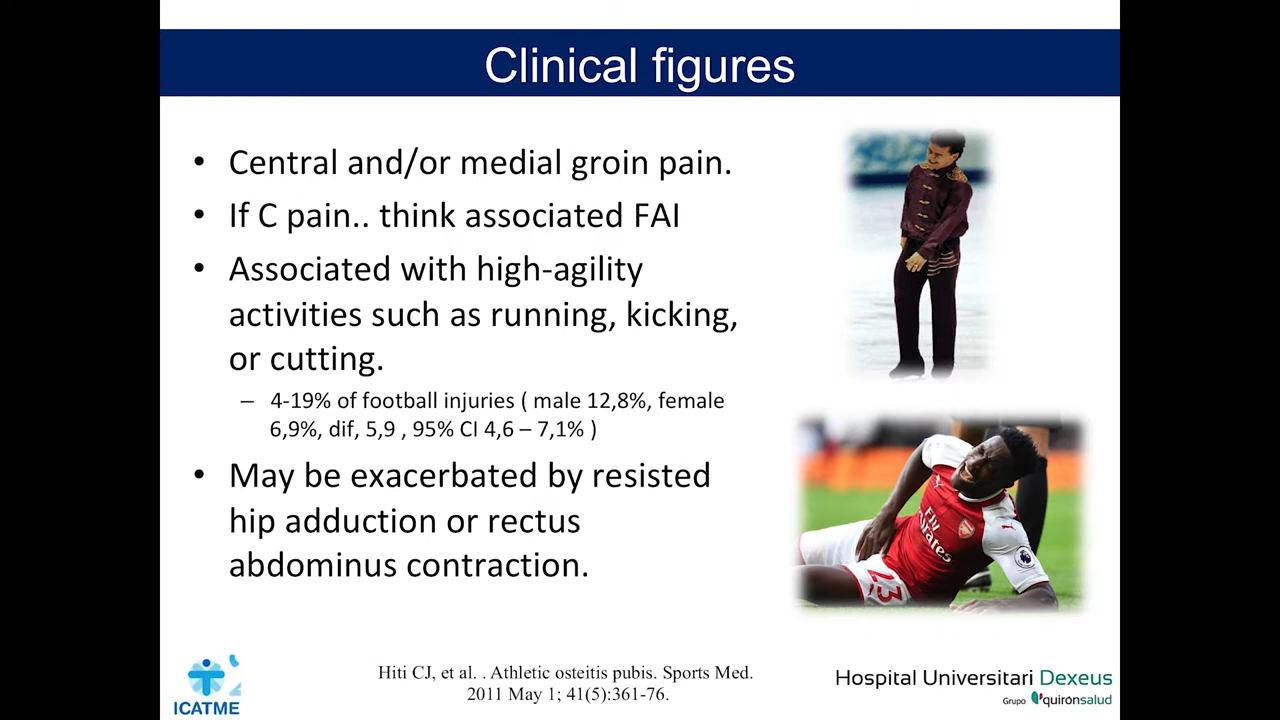 Clinical figures
• Central and/or medial groin pain.
• If C pain.. think associated FAI
• Associated with high-agility
activities such as running, kicking,
or cutting.
– 4-19% of football injuries ( male 12,8%, female
6,9%, dif, 5,9 , 95% CI 4,6 – 7,1% )
• May be exacerbated by resisted
hip adduction or rectus
abdominus contraction.
Fly
Emirates
23
ICATME
Hiti CJ, et al. . Athletic osteitis pubis. Sports Med.
2011 May 1; 41(5):361-76.
Hospital Universitari Dexeus
Grupo quirónsalud